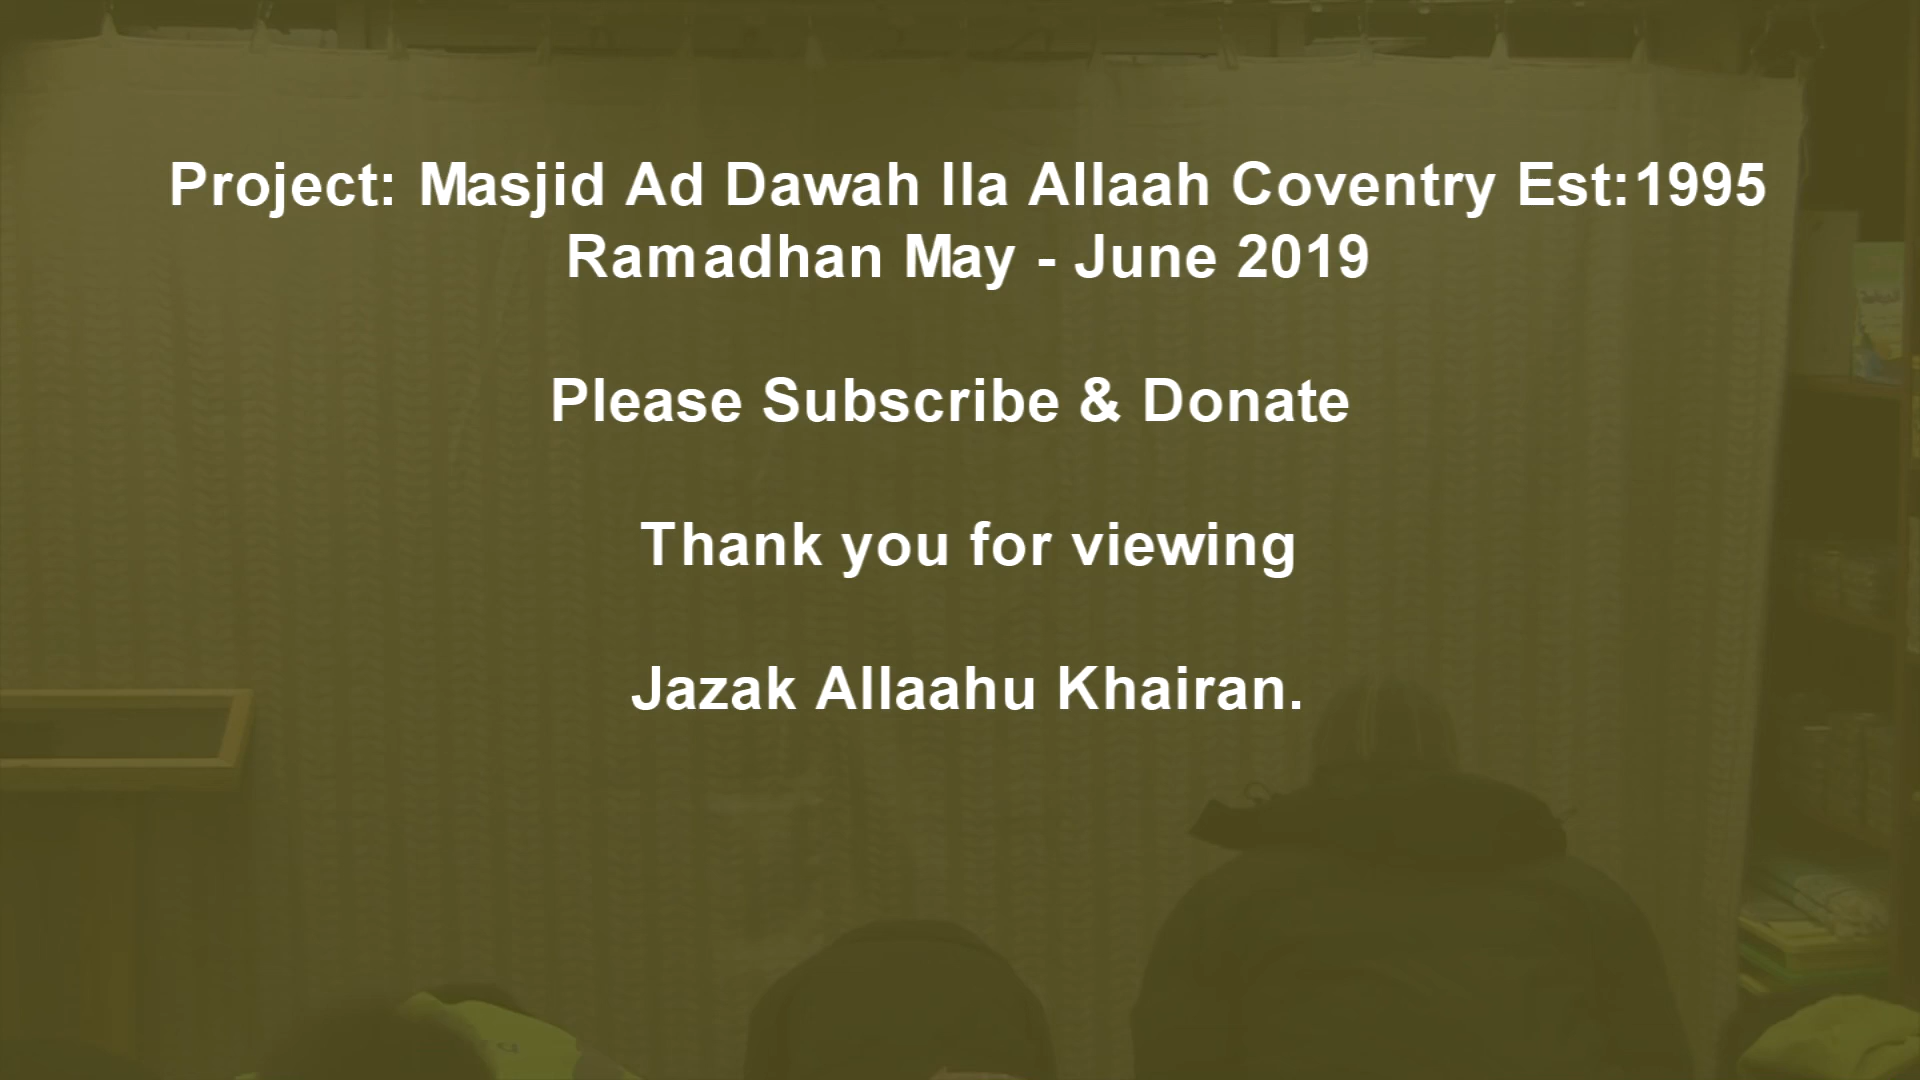 Project: Masjid Ad Dawah Ila Allaah Coventry Est:1995
Ramadhan May - June 2019
Please Subscribe & Donate
Thank you for viewing
Jazak Allaahu Khairan.